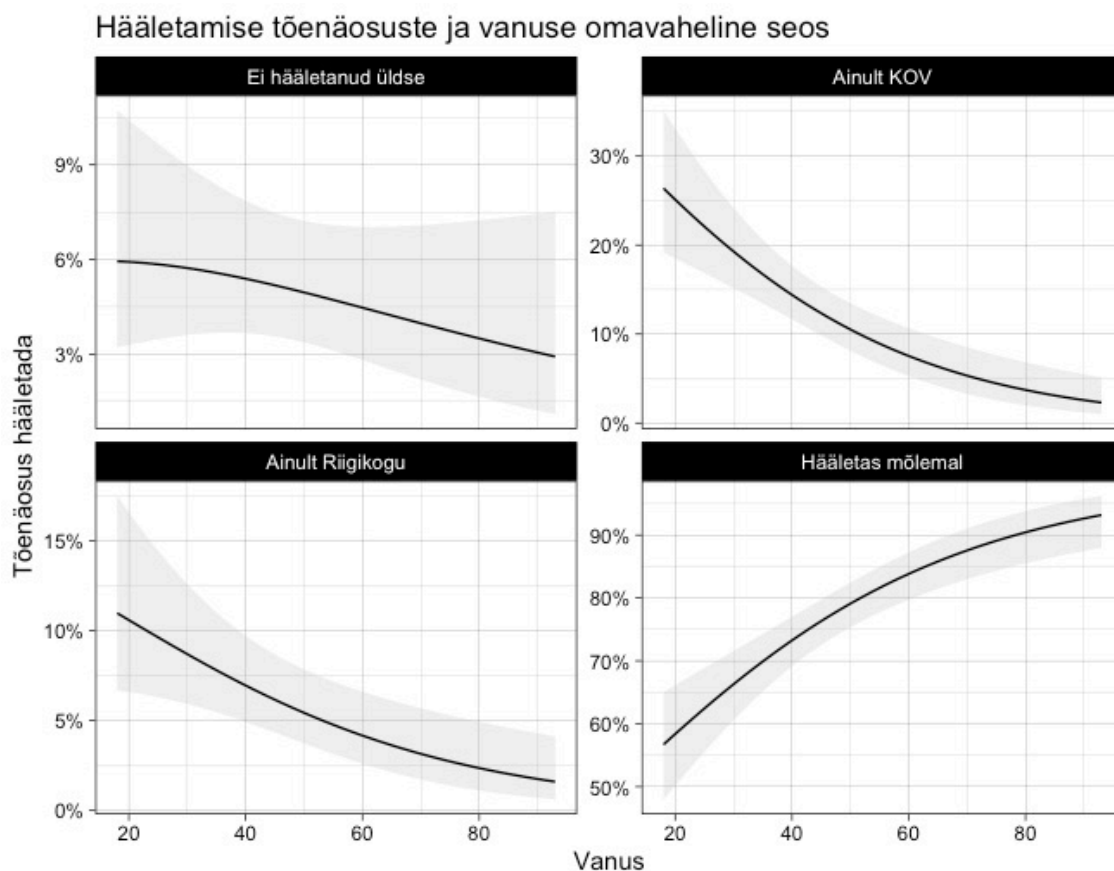 Hääletamise tõenäosuste ja vanuse omavaheline seos
Ei hääletanud üldse
9%
6%
3%
Ainult KOV
30%
20%
10%
0%
Tõenäosus hääletada
Ainult Riigikogu
15%
10%
5%
0%
20 40 60 80
Hääletas mõlemal
90%
80%
70%
60%
50%
20 40 60 80
Vanus